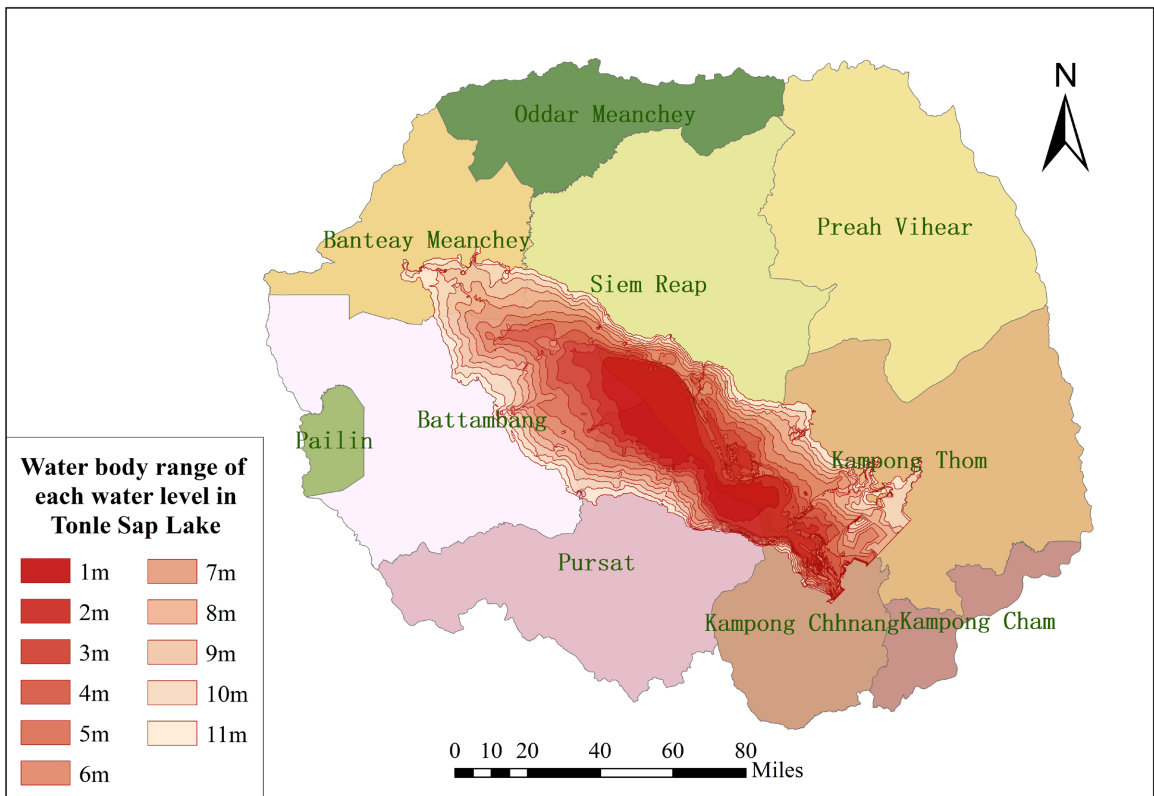 N
Oddar Meanchey
Preah Vihear
Banteay Meanchey
Siem Reap
Battambang
Pailin
Kampong Thom
Pursat
Kampong Chhnang
Kampong Cham
Water body range of
each water level in
Tonle Sap Lake
1m
2m
3m
4m
5m
6m
7m
8m
9m
10m
11m
0 10 20 40 60 80
Miles